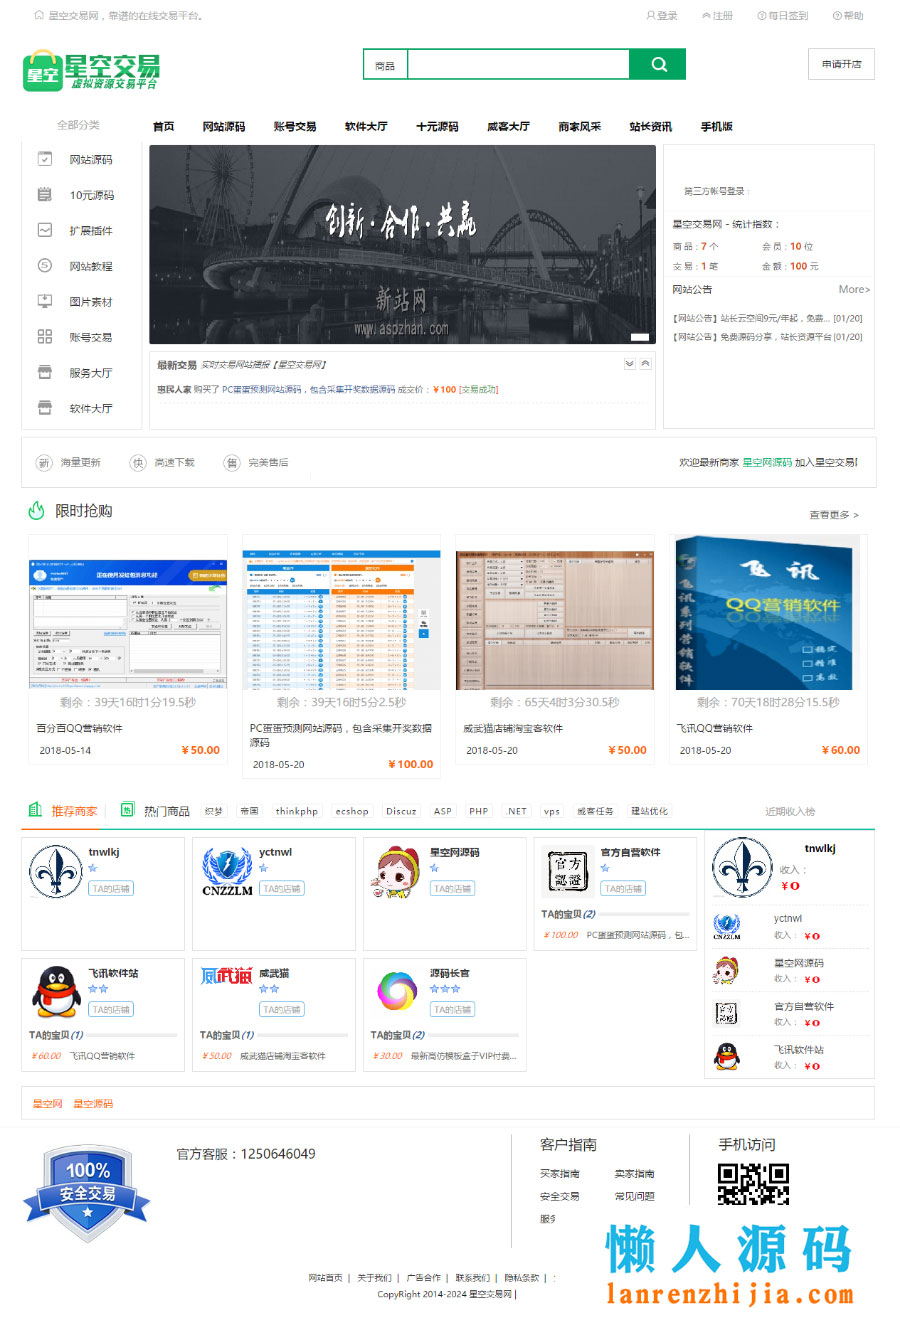 星空交易网，靠谱的在线交易平台。
登录 注册 每日签到 帮助
星空 星空交易
虚拟资源交易平台
商品
申请开店
全部分类 首页 网站源码 账号交易 软件大厅 十元源码 威客大厅 商家风采 站长资讯 手机版
网站源码
10元源码
扩展插件
网站教程
图片素材
账号交易
服务大厅
软件大厅
创新·合作·共赢
新站网
www.aspzhan.com
第三方帐号登录：
星空交易网 - 统计指数：
商品：7 个 会员：10 位
交易：1 笔 金额：100 元
网站公告 More>
【网站公告】站长云空间9元/年起，免费... [01/20]
【网站公告】免费源码分享，站长资源平台 [01/20]
最新交易 实时交易网站播报【星空交易网】
惠民人家 购买了 PC蛋蛋预测网站源码，包含采集开奖数据源码 成交价：￥100 [交易成功]
新 海量更新 快 高速下载 售 完美售后
欢迎最新商家 星空网源码 加入星空交易
限时抢购 查看更多 >
飞讯
QQ营销软件
飞讯系列营销软件
稳定
精准
高效
剩余：39天16时1分19.5秒
百分百QQ营销软件
2018-05-14 ￥50.00
剩余：39天16时5分2.5秒
PC蛋蛋预测网站源码，包含采集开奖数据
源码
2018-05-20 ￥100.00
剩余：65天4时3分30.5秒
威武猫店铺淘宝客软件
2018-05-20 ￥50.00
剩余：70天18时28分15.5秒
飞讯QQ营销软件
2018-05-20 ￥60.00
推荐商家 热 热门商品 织梦 帝国 thinkphp ecshop Discuz ASP PHP .NET vps 威客任务 建站优化 近期收入榜
tnwlkj
TA的店铺
yctnwl
CNZZLM
TA的店铺
星空网源码
TA的店铺
官方自营软件
官方認證
TA的店铺
TA的宝贝(2)
￥100.00 PC蛋蛋预测网站源码，包...
飞讯软件站
TA的店铺
TA的宝贝(1)
￥60.00 飞讯QQ营销软件
威武猫 威武猫
TA的店铺
TA的宝贝(1)
￥50.00 威武猫店铺淘宝客软件
源码长官
TA的店铺
TA的宝贝(2)
￥30.00 最新高仿模板盒子VIP付费...
tnwlkj
收入：
￥0
yctnwl
CNZZLM 收入：￥0
星空网源码
收入：￥0
官方自营软件
收入：￥0
飞讯软件站
收入：￥0
星空网 星空源码
100%
安全交易
官方客服：1250646049
客户指南
买家指南 卖家指南
安全交易 常见问题
手机访问
网站首页 | 关于我们 | 广告合作 | 联系我们 | 隐私条款 |
CopyRight 2014-2024 星空交易网 |
懒人源码
lanrenzhijia.com